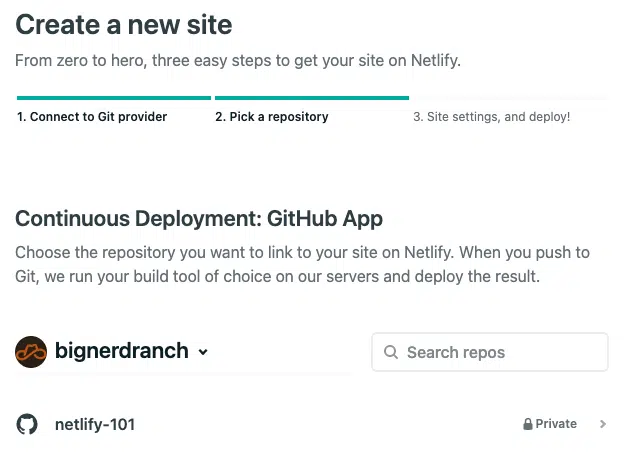 Create a new site
From zero to hero, three easy steps to get your site on Netlify.
1. Connect to Git provider
2. Pick a repository
3. Site settings, and deploy!
Continuous Deployment: GitHub App
Choose the repository you want to link to your site on Netlify. When you push to
Git, we run your build tool of choice on our servers and deploy the result.
bignerdranch
Search repos
netlify-101
Private